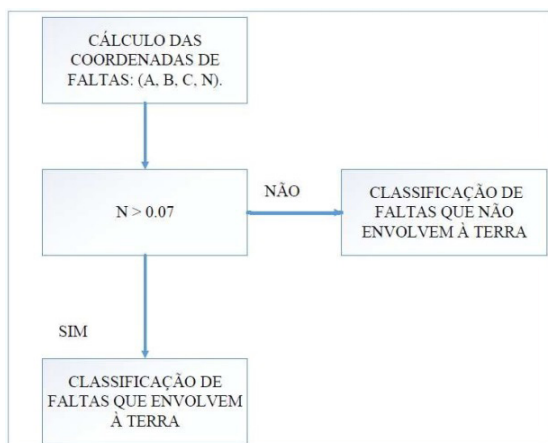 CÁLCULO DAS
COORDENADAS DE
FALTAS: (A, B, C, N).
N > 0.07
NÃO
CLASSIFICAÇÃO DE
FALTAS QUE NÃO
ENVOLVEM À TERRA
SIM
CLASSIFICAÇÃO DE
FALTAS QUE ENVOLVEM
À TERRA